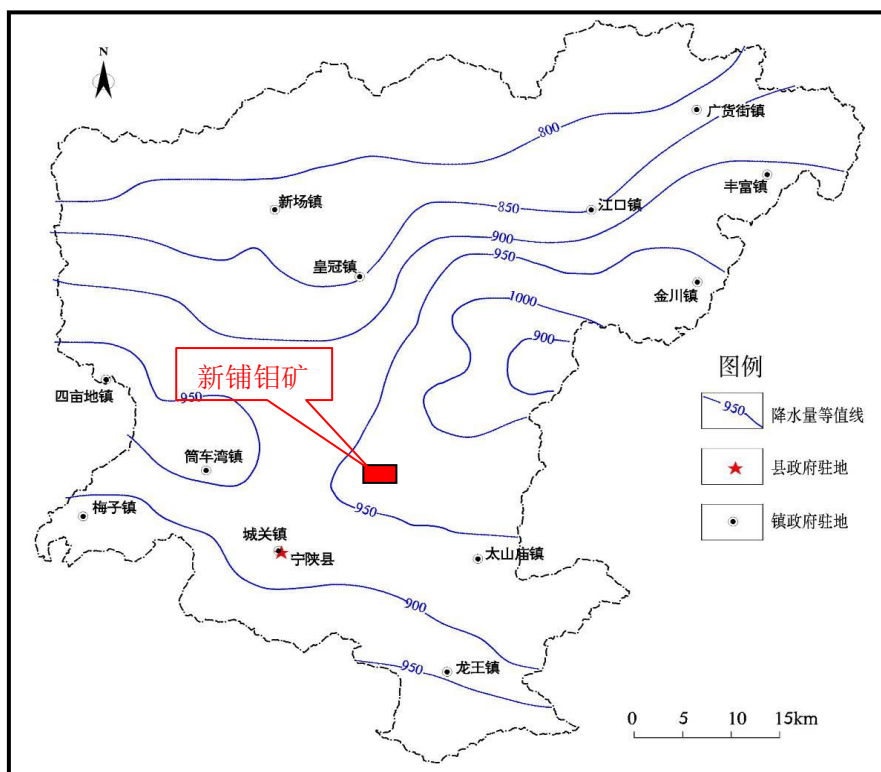 N
800
广货街镇
丰富镇
新场镇
850
江口镇
900
皇冠镇
950
金川镇
1000
900
新铺钼矿
四亩地镇
950
筒车湾镇
梅子镇
950
城关镇
宁陕县
太山庙镇
900
950
龙王镇
图例
950
降水量等值线
县政府驻地
镇政府驻地
0 5 10 15km